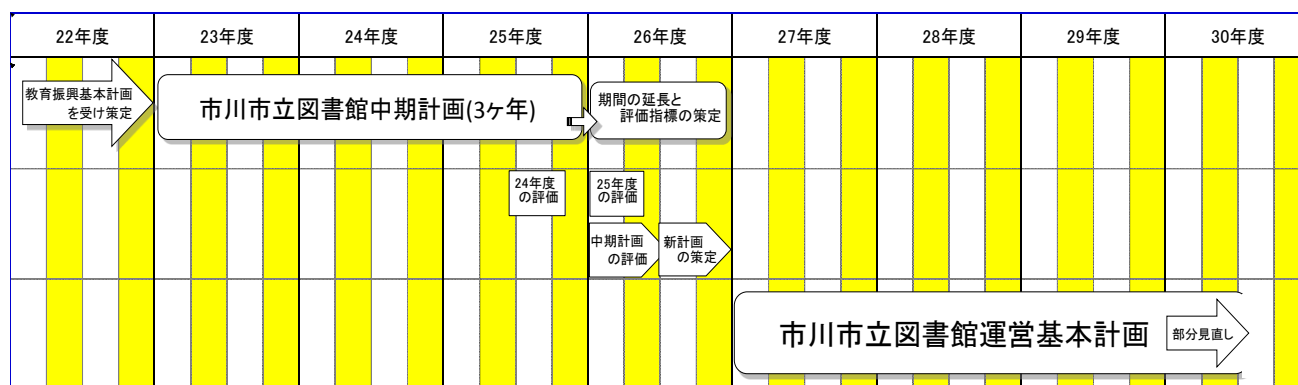 22年度
23年度
24年度
25年度
26年度
27年度
28年度
29年度
30年度
教育振興基本計画
を受け策定
市川市立図書館中期計画(3ヶ年)
期間の延長と
評価指標の策定
24年度
の評価
25年度
の評価
中期計画
の評価
新計画
の策定
市川市立図書館運営基本計画
部分見直し